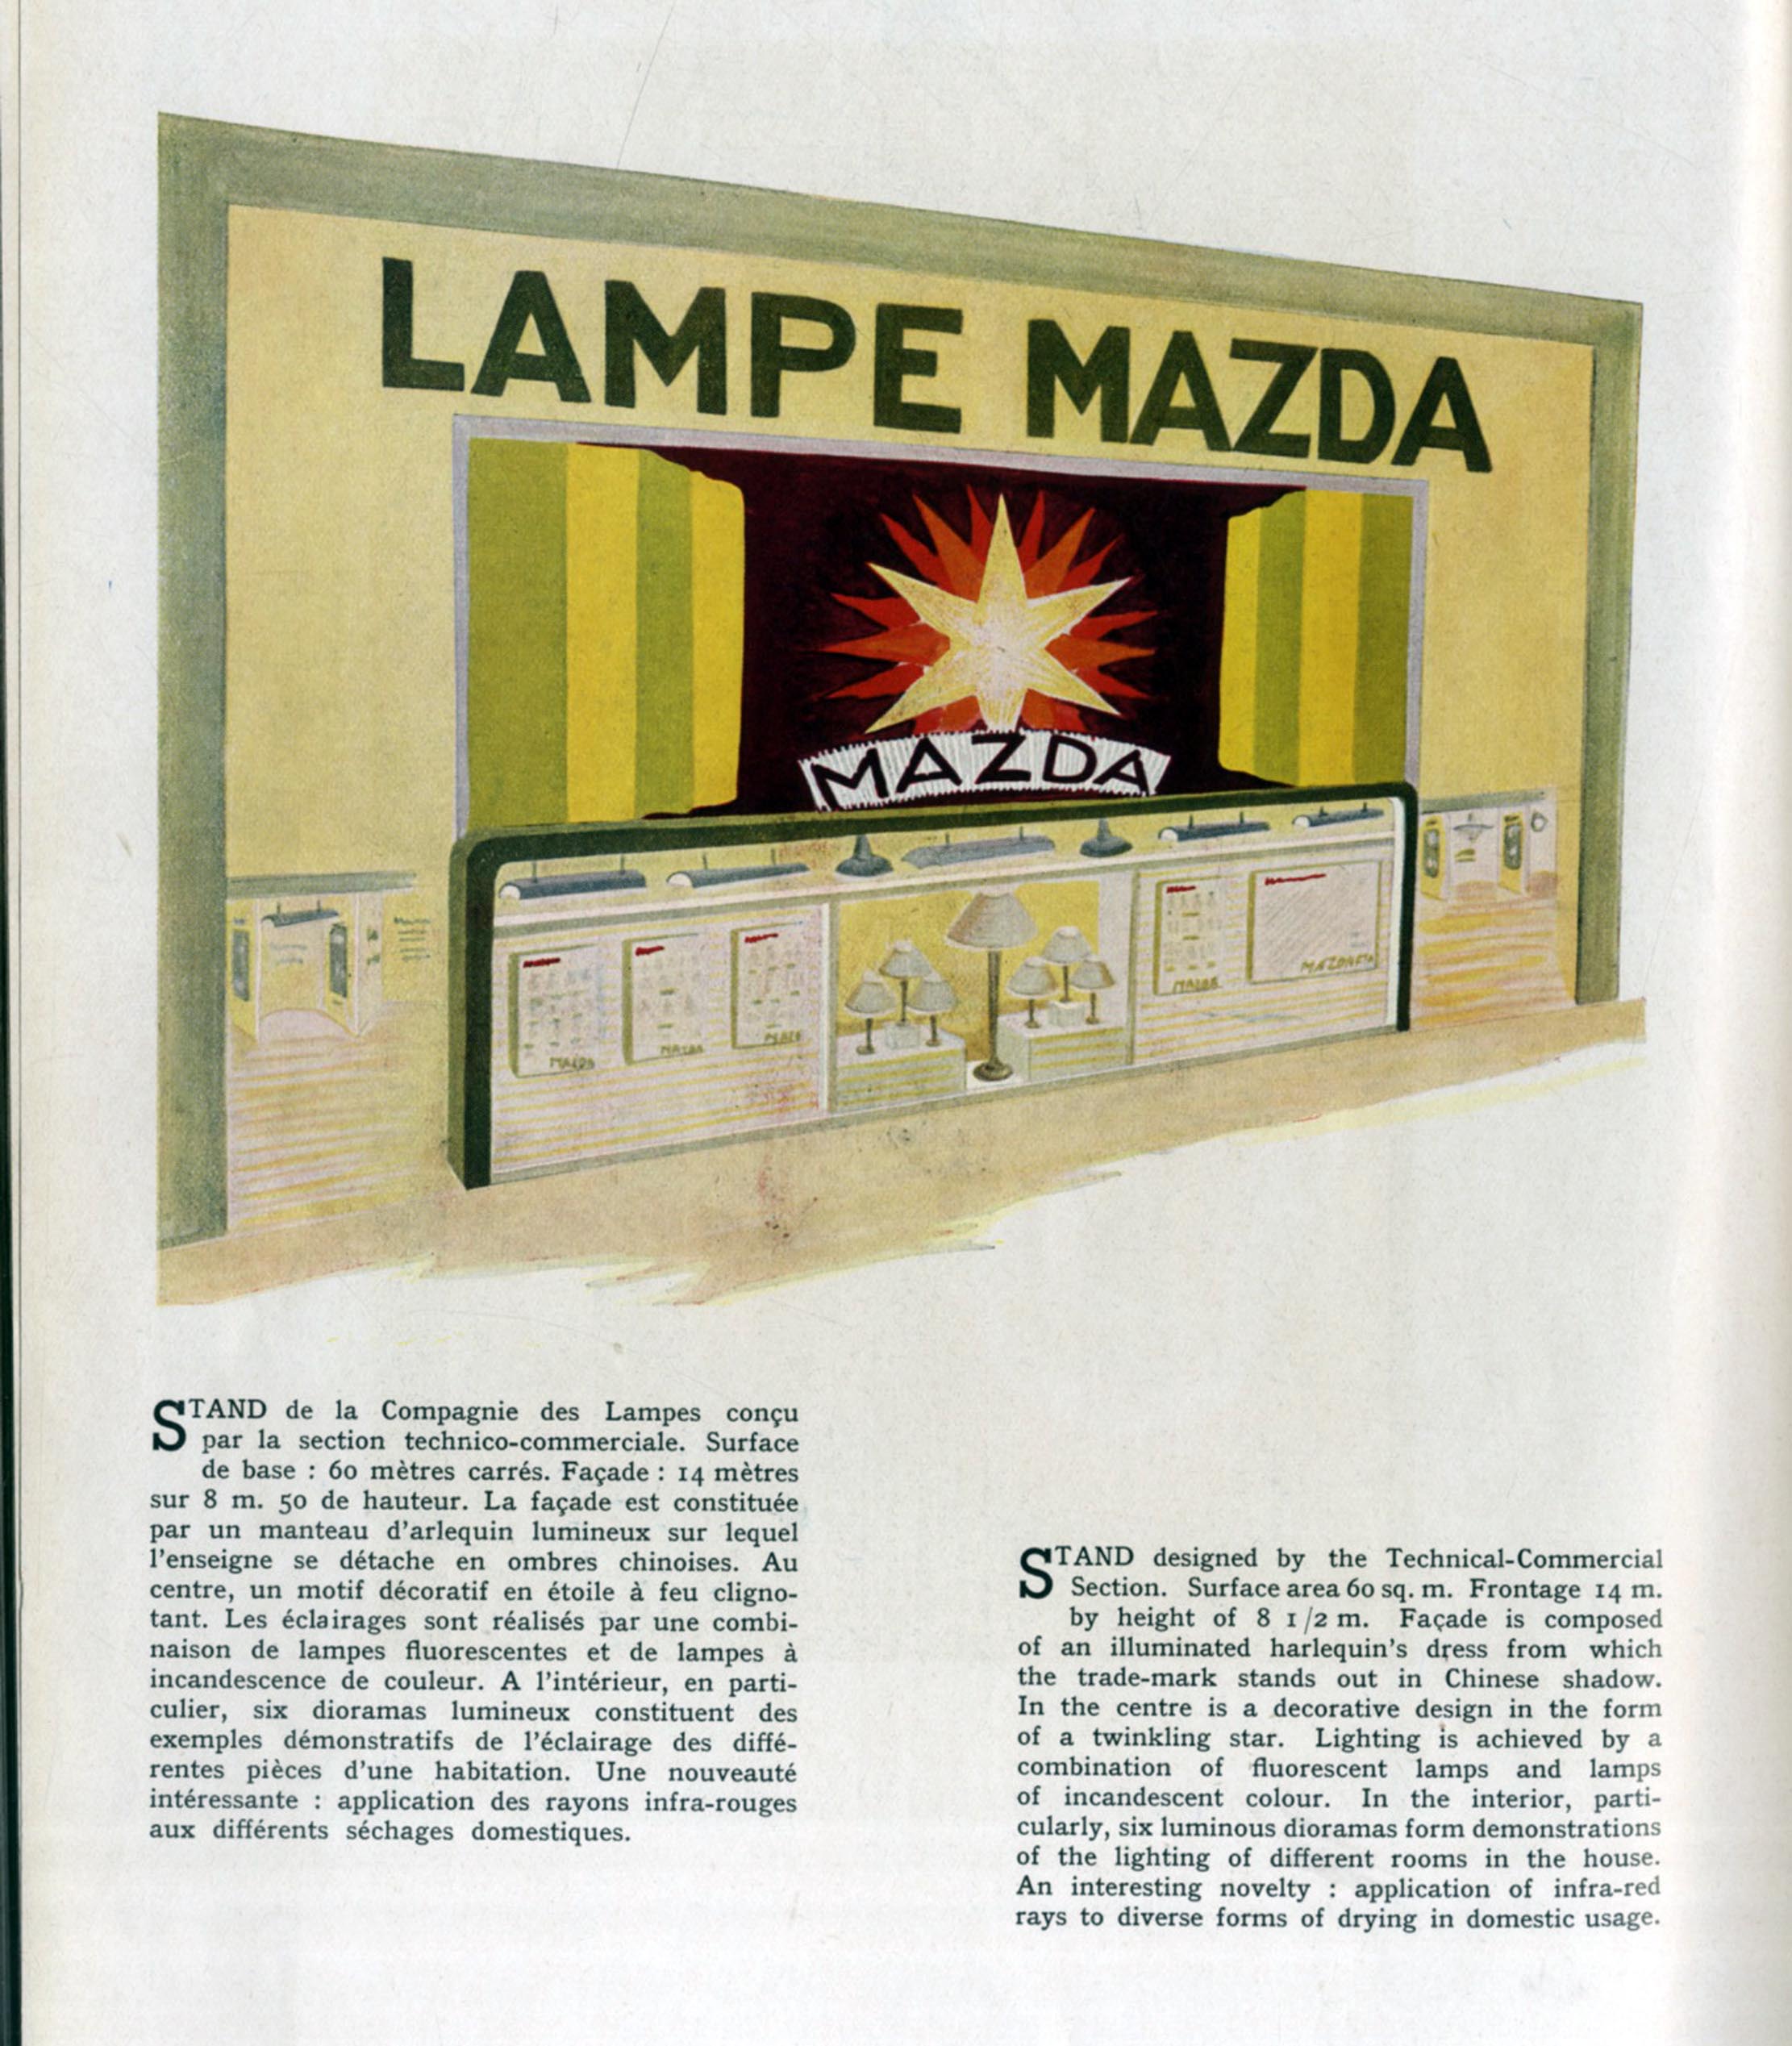 LAMPE MAZDA
MAZDA
MAZDA
MAZDA
MAZDA
STAND de la Compagnie des Lampes conçu
par la section technico-commerciale. Surface
de base : 60 mètres carrés. Façade : 14 mètres
sur 8 m. 50 de hauteur. La façade est constituée
par un manteau d'arlequin lumineux sur lequel
l'enseigne se détache en ombres chinoises. Au
centre, un motif décoratif en étoile à feu cligno-
tant. Les éclairages sont réalisés par une combi-
naison de lampes fluorescentes et de lampes à
incandescence de couleur. A l'intérieur, en parti-
culier, six dioramas lumineux constituent des
exemples démonstratifs de l'éclairage des diffé-
rentes pièces d'une habitation. Une nouveauté
intéressante : application des rayons infra-rouges
aux différents séchages domestiques.
STAND designed by the Technical-Commercial
Section. Surface area 60 sq. m. Frontage 14 m.
by height of 8 1/2 m. Façade is composed
of an illuminated harlequin's dress from which
the trade-mark stands out in Chinese shadow.
In the centre is a decorative design in the form
of a twinkling star. Lighting is achieved by a
combination of fluorescent lamps and lamps
of incandescent colour. In the interior, parti-
cularly, six luminous dioramas form demonstrations
of the lighting of different rooms in the house.
An interesting novelty : application of infra-red
rays to diverse forms of drying in domestic usage.